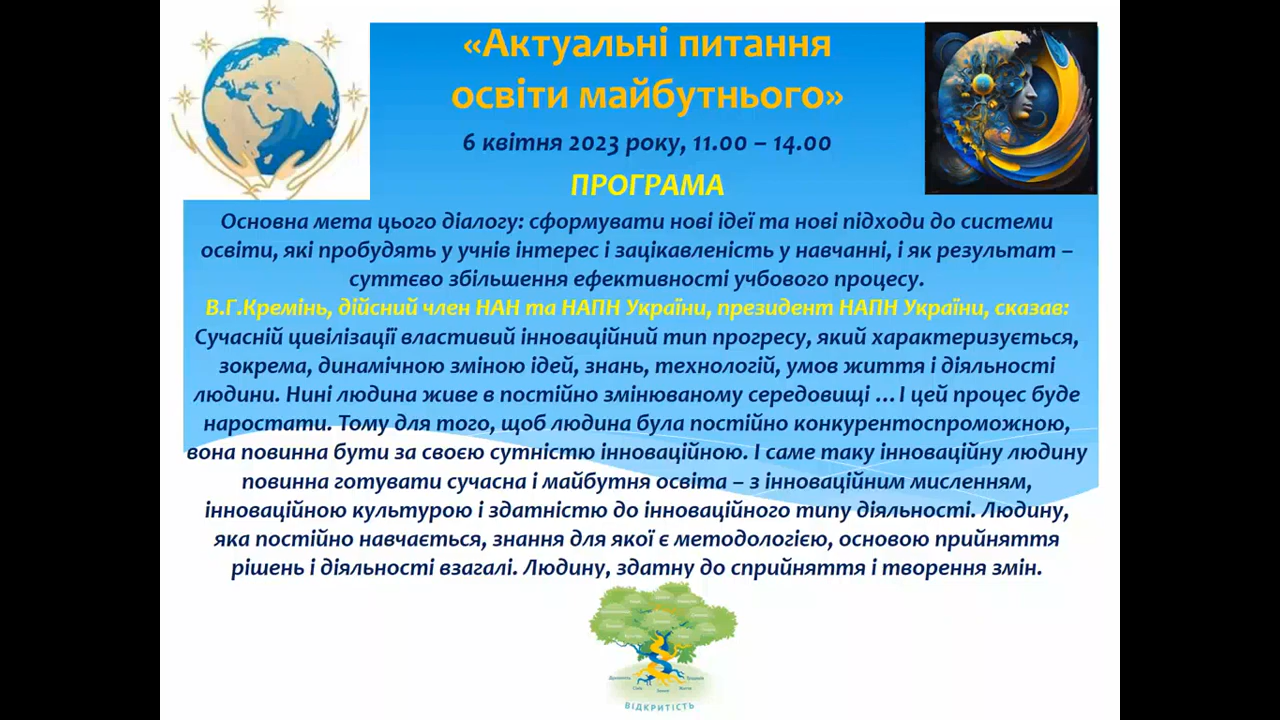 «Актуальні питання
освіти майбутнього»
6 квітня 2023 року, 11.00 – 14.00
ПРОГРАМА
Основна мета цього діалогу: сформувати нові ідеї та нові підходи до системи
освіти, які пробудять у учнів інтерес і зацікавленість у навчанні, і як результат –
суттєво збільшення ефективності учбового процесу.
В.Г.Кремінь, дійсний член НАН та НАПН України, президент НАПН України, сказав:
Сучасній цивілізації властивий інноваційний тип прогресу, який характеризується,
зокрема, динамічною зміною ідей, знань, технологій, умов життя і діяльності
людини. Нині людина живе в постійно змінюваному середовищі …І цей процес буде
наростати. Тому для того, щоб людина була постійно конкурентоспроможною,
вона повинна бути за своєю сутністю інноваційною. І саме таку інноваційну людину
повинна готувати сучасна і майбутня освіта – з інноваційним мисленням,
інноваційною культурою і здатністю до інноваційного типу діяльності. Людину,
яка постійно навчається, знання для якої є методологією, основою прийняття
рішень і діяльності взагалі. Людину, здатну до сприйняття і творення змін.
ВІДКРИТІСТЬ